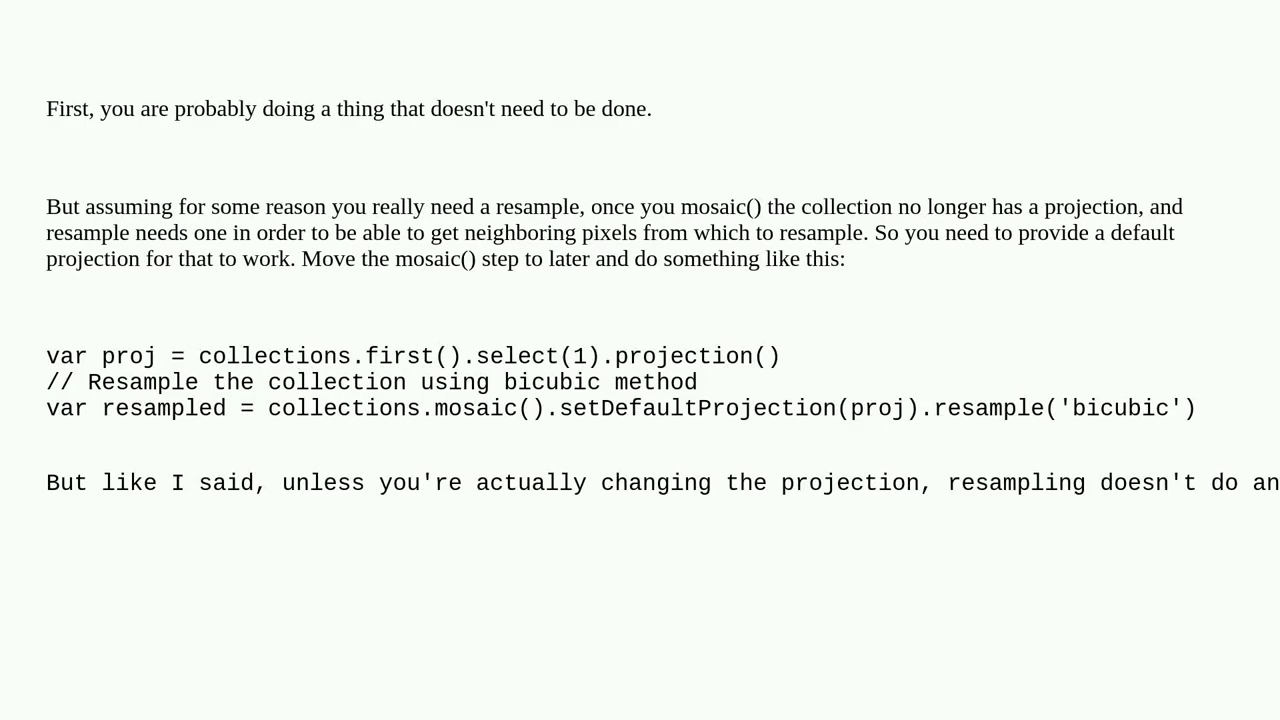 First, you are probably doing a thing that doesn't need to be done.
But assuming for some reason you really need a resample, once you mosaic() the collection no longer has a projection, and
resample needs one in order to be able to get neighboring pixels from which to resample. So you need to provide a default
projection for that to work. Move the mosaic() step to later and do something like this:
var proj = collections.first().select(1).projection()
// Resample the collection using bicubic method
var resampled = collections.mosaic().setDefaultProjection(proj).resample('bicubic')
But like I said, unless you're actually changing the projection, resampling doesn't do